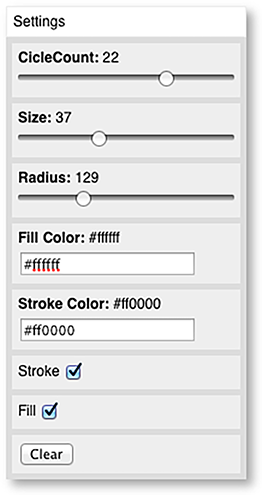 Settings
CicleCount: 22
Size: 37
Radius: 129
Fill Color: #ffffff
#ffffff
Stroke Color: #ff0000
#ff0000
Stroke
Fill
Clear